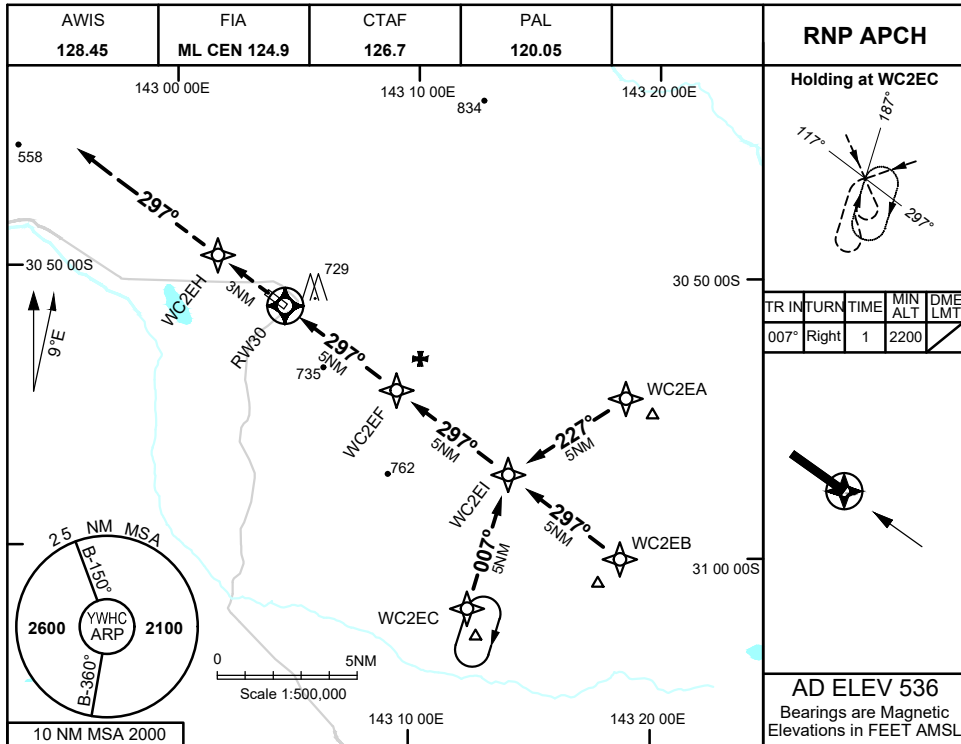 AWIS
128.45
FIA
ML CEN 124.9
CTAF
126.7
PAL
120.05
RNP APCH
143 00 00E
143 10 00E
143 20 00E
834
558
297°
30 50 00S
30 50 00S
WC2EH
3NM
729
9°E
RW30
297°
5NM
735
WC2EF
297°
5NM
WC2EA
227°
5NM
762
WC2EI
297°
5NM
WC2EB
007°
5NM
31 00 00S
WC2EC
25 NM MSA
B-150°
YWHC
ARP
2600
2100
B-360°
10 NM MSA 2000
0
5NM
Scale 1:500,000
143 10 00E
143 20 00E
Holding at WC2EC
187°
117°
297°
TR IN
TURN
TIME
MIN
ALT
DME
LMT
007°
Right
1
2200
AD ELEV 536
Bearings are Magnetic
Elevations in FEET AMSL